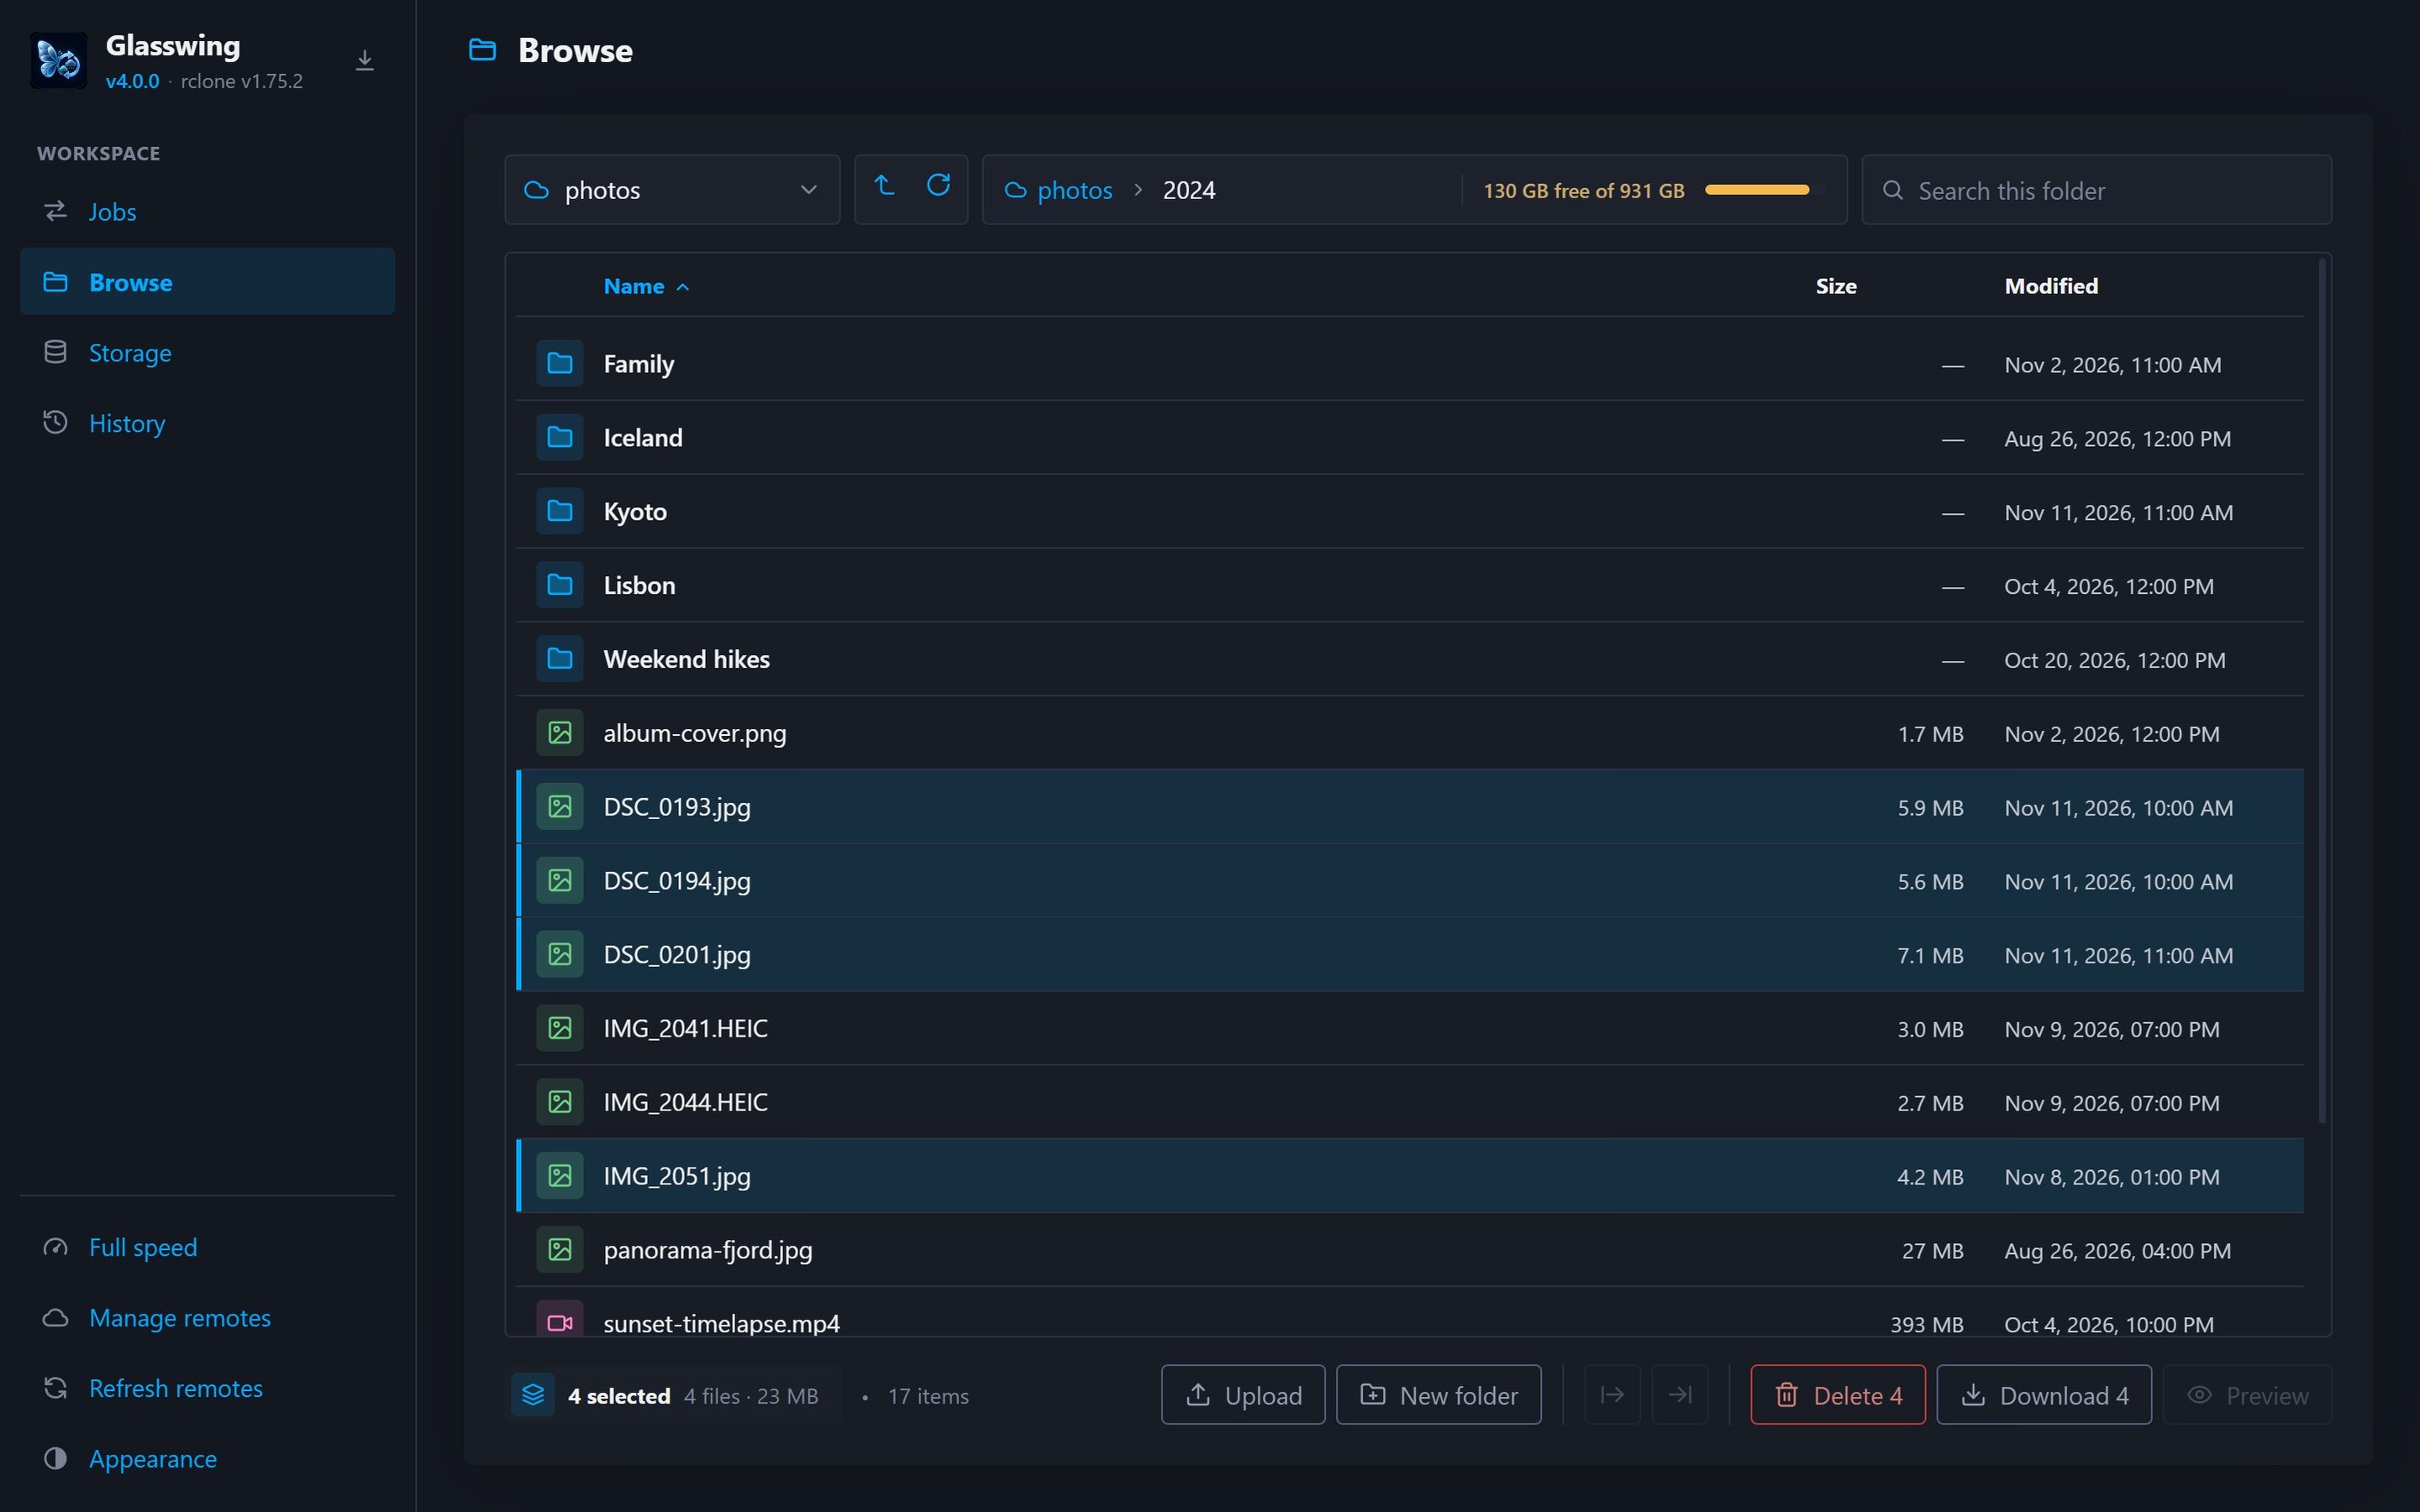 Glasswing
v4.0.0 · rclone v1.75.2
WORKSPACE
Jobs
Browse
Storage
History
Full speed
Manage remotes
Refresh remotes
Appearance
Browse
photos
photos › 2024
130 GB free of 931 GB
Search this folder
Name Size Modified
Family — Nov 2, 2026, 11:00 AM
Iceland — Aug 26, 2026, 12:00 PM
Kyoto — Nov 11, 2026, 11:00 AM
Lisbon — Oct 4, 2026, 12:00 PM
Weekend hikes — Oct 20, 2026, 12:00 PM
album-cover.png 1.7 MB Nov 2, 2026, 12:00 PM
DSC_0193.jpg 5.9 MB Nov 11, 2026, 10:00 AM
DSC_0194.jpg 5.6 MB Nov 11, 2026, 10:00 AM
DSC_0201.jpg 7.1 MB Nov 11, 2026, 11:00 AM
IMG_2041.HEIC 3.0 MB Nov 9, 2026, 07:00 PM
IMG_2044.HEIC 2.7 MB Nov 9, 2026, 07:00 PM
IMG_2051.jpg 4.2 MB Nov 8, 2026, 01:00 PM
panorama-fjord.jpg 27 MB Aug 26, 2026, 04:00 PM
sunset-timelapse.mp4 393 MB Oct 4, 2026, 10:00 PM
4 selected 4 files · 23 MB • 17 items
Upload
New folder
Delete 4
Download 4
Preview